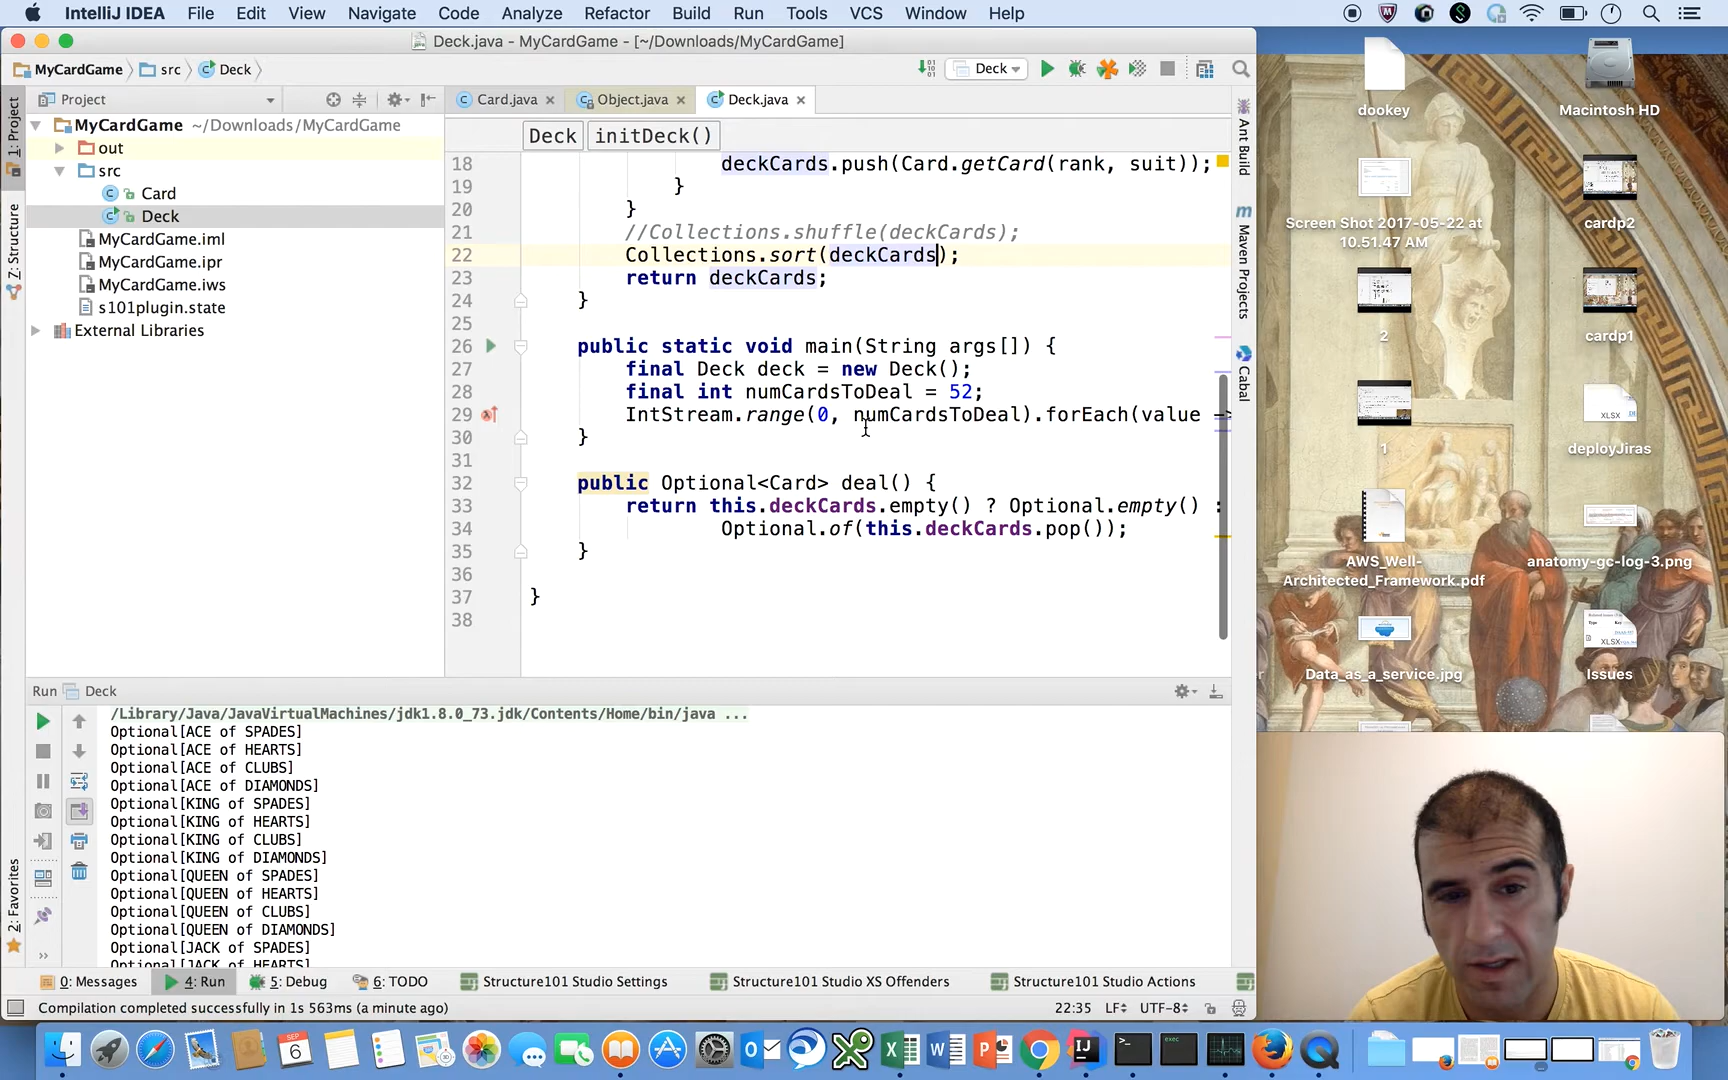 IntelliJ IDEA File Edit View Navigate Code Analyze Refactor Build Run Tools VCS Window Help
Deck.java - MyCardGame - [~/Downloads/MyCardGame]
MyCardGame src Deck
Deck
Project
Card.java Object.java Deck.java
1: Project
7: Structure
2: Favorites
MyCardGame ~/Downloads/MyCardGame
out
src
Card
Deck
MyCardGame.iml
MyCardGame.ipr
MyCardGame.iws
s101plugin.state
External Libraries
Deck initDeck()
18 deckCards.push(Card.getCard(rank, suit));
19 }
20 }
21 //Collections.shuffle(deckCards);
22 Collections.sort(deckCards);
23 return deckCards;
24 }
25
26 public static void main(String args[]) {
27 final Deck deck = new Deck();
28 final int numCardsToDeal = 52;
29 IntStream.range(0, numCardsToDeal).forEach(value ->
30 }
31
32 public Optional<Card> deal() {
33 return this.deckCards.empty() ? Optional.empty() :
34 Optional.of(this.deckCards.pop());
35 }
36
37 }
38
Ant Build
Maven Projects
Cabal
Run Deck
/Library/Java/JavaVirtualMachines/jdk1.8.0_73.jdk/Contents/Home/bin/java ...
Optional[ACE of SPADES]
Optional[ACE of HEARTS]
Optional[ACE of CLUBS]
Optional[ACE of DIAMONDS]
Optional[KING of SPADES]
Optional[KING of HEARTS]
Optional[KING of CLUBS]
Optional[KING of DIAMONDS]
Optional[QUEEN of SPADES]
Optional[QUEEN of HEARTS]
Optional[QUEEN of CLUBS]
Optional[QUEEN of DIAMONDS]
Optional[JACK of SPADES]
Optional[JACK of HEARTS]
0: Messages 4: Run 5: Debug 6: TODO Structure101 Studio Settings Structure101 Studio XS Offenders Structure101 Studio Actions
Compilation completed successfully in 1s 563ms (a minute ago) 22:35 LF UTF-8
dookey
Macintosh HD
Screen Shot 2017-05-22 at
10.51.47 AM
cardp2
2
cardp1
XLSX
1
deployJiras
AWS_Well-
Architected_Framework.pdf
anatomy-gc-log-3.png
XLSX
Data_as_a_service.jpg
Issues
SEP
6
exec